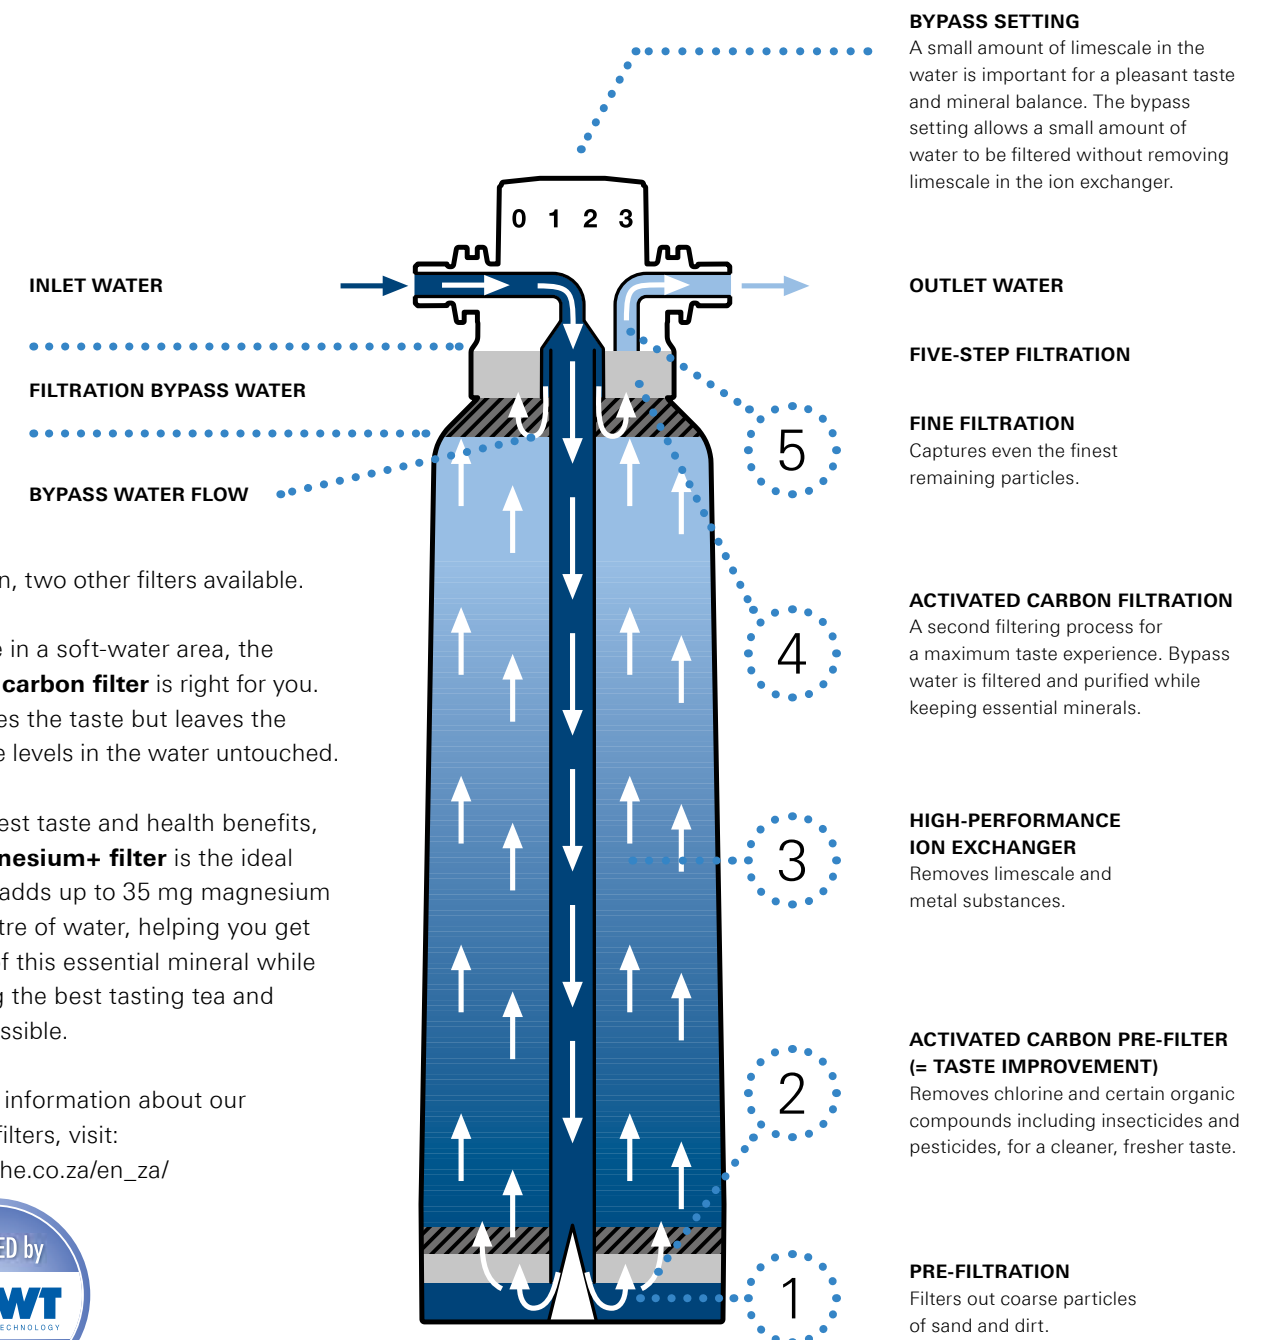 BYPASS SETTING
A small amount of limescale in the
water is important for a pleasant taste
and mineral balance. The bypass
setting allows a small amount of
water to be filtered without removing
limescale in the ion exchanger.
0 1 2 3
INLET WATER
OUTLET WATER
FIVE-STEP FILTRATION
FILTRATION BYPASS WATER
BYPASS WATER FLOW
5
FINE FILTRATION
Captures even the finest
remaining particles.
n, two other filters available.
e in a soft-water area, the
carbon filter is right for you.
es the taste but leaves the
e levels in the water untouched.
est taste and health benefits,
nesium+ filter is the ideal
adds up to 35 mg magnesium
tre of water, helping you get
f this essential mineral while
g the best tasting tea and
ssible.
information about our
filters, visit:
he.co.za/en_za/
ED by
WT
ECHNOLOGY
4
ACTIVATED CARBON FILTRATION
A second filtering process for
a maximum taste experience. Bypass
water is filtered and purified while
keeping essential minerals.
3
HIGH-PERFORMANCE
ION EXCHANGER
Removes limescale and
metal substances.
2
ACTIVATED CARBON PRE-FILTER
(= TASTE IMPROVEMENT)
Removes chlorine and certain organic
compounds including insecticides and
pesticides, for a cleaner, fresher taste.
1
PRE-FILTRATION
Filters out coarse particles
of sand and dirt.